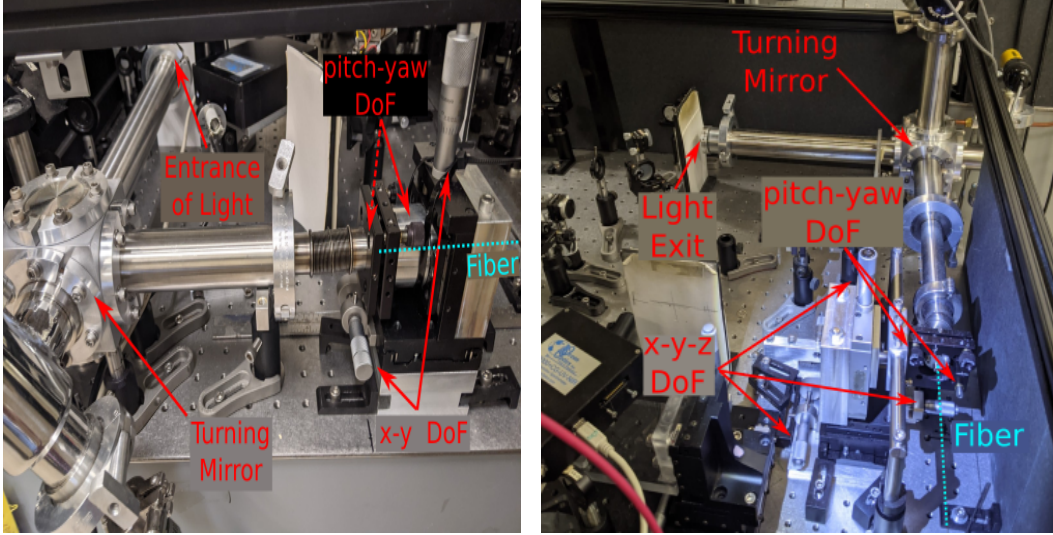 pitch-yaw
DoF
Entrance
of Light
Fiber
Turning
Mirror
x-y DoF
Turning
Mirror
Light
Exit
pitch-yaw
DoF
x-y-z
DoF
Fiber